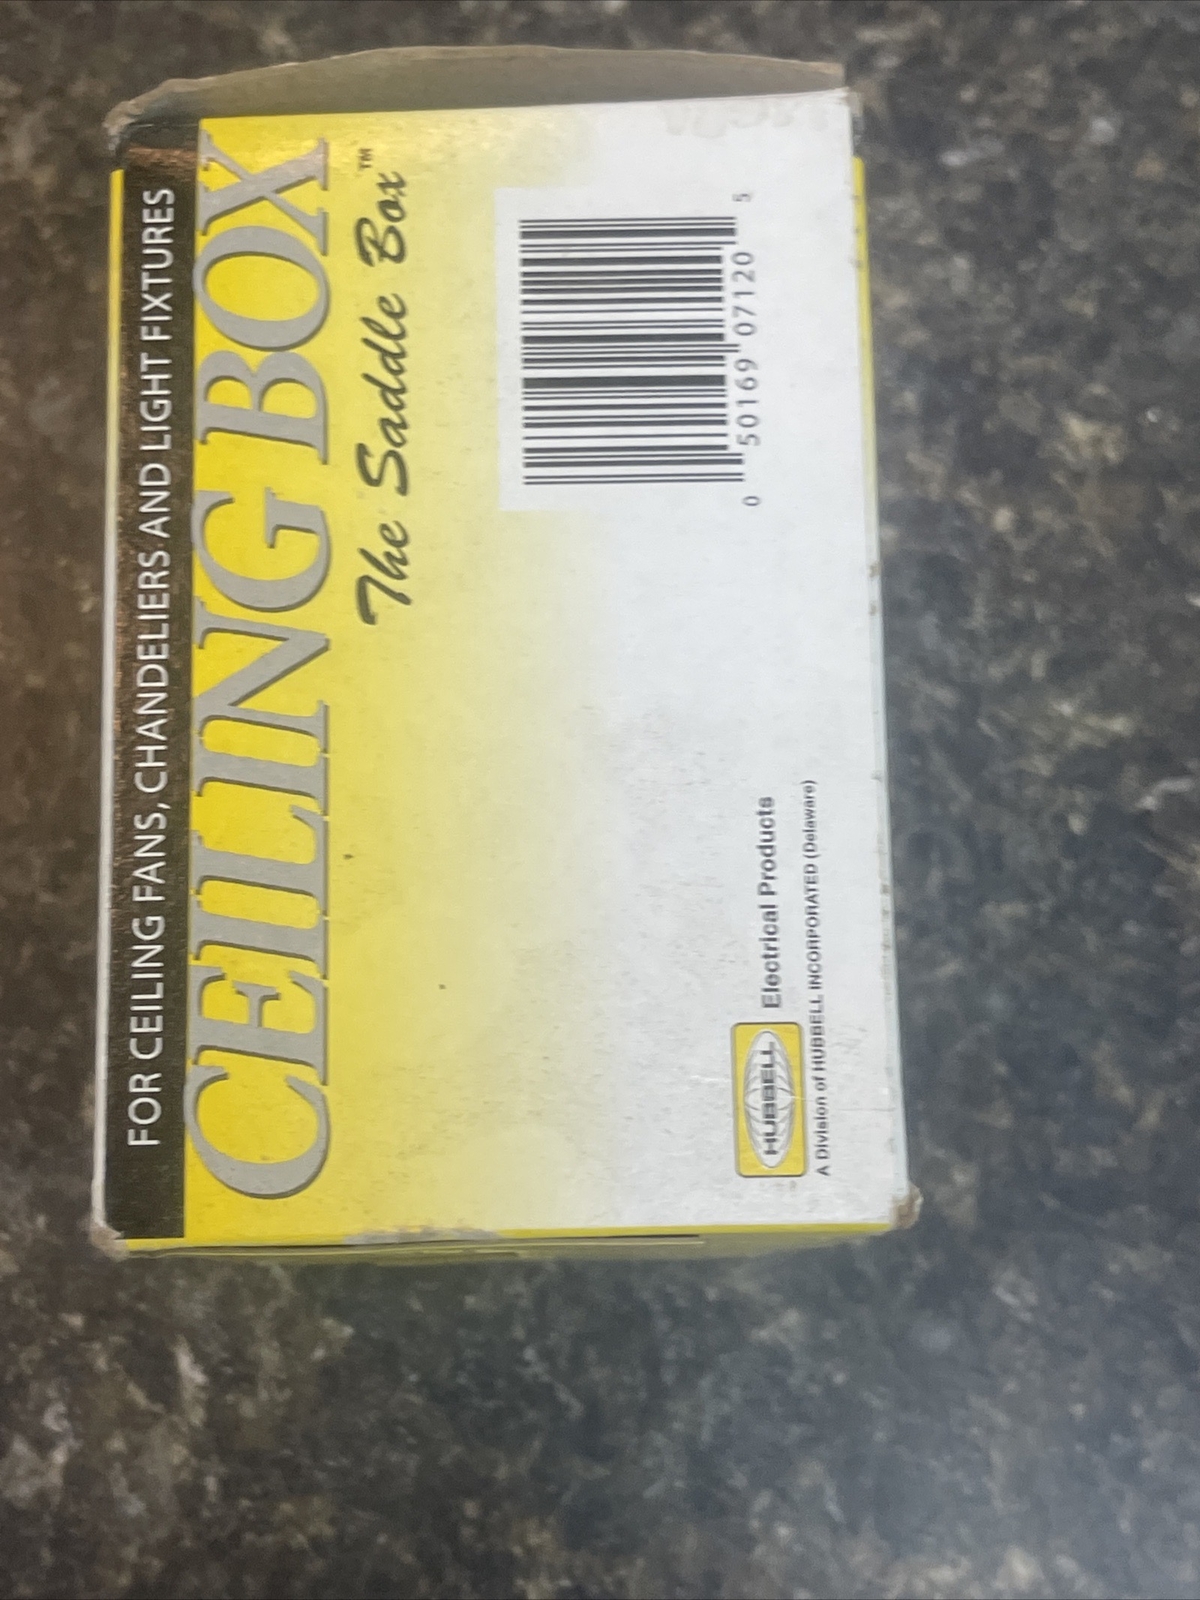 FOR CEILING FANS, CHANDELIERS AND LIGHT FIXTURES
CEILING BOX
The Saddle Box™
0 50169 07120 5
HUBBELL
Electrical Products
A Division of HUBBELL INCORPORATED (Delaware)